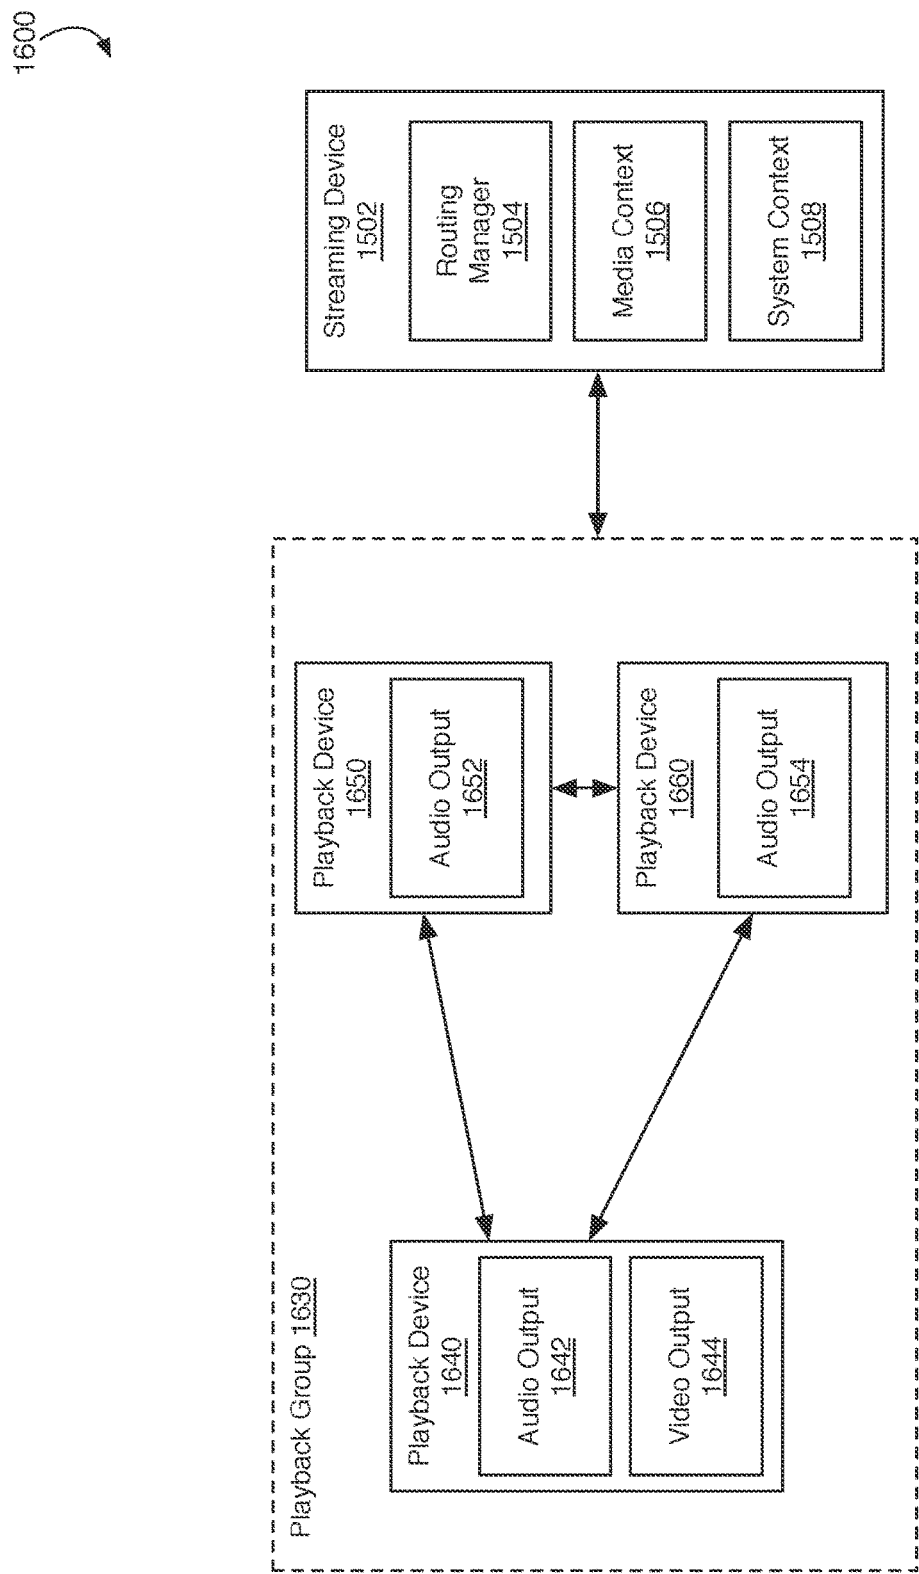 1600
Playback Group 1630
Playback Device
1640
Audio Output
1642
Video Output
1644
Playback Device
1650
Audio Output
1652
Playback Device
1660
Audio Output
1654
Streaming Device
1502
Routing
Manager
1504
Media Context
1506
System Context
1508